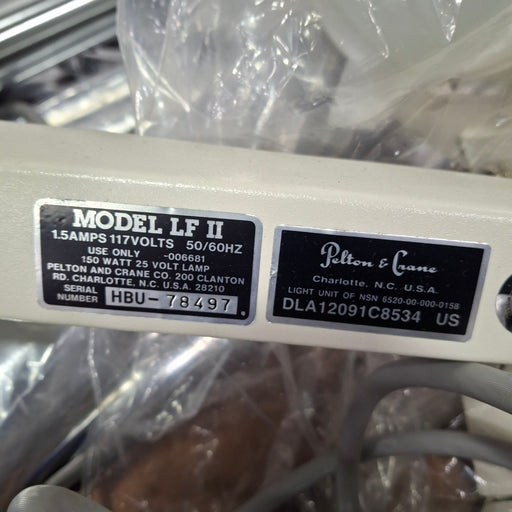 MODEL LF II
1.5AMPS 117VOLTS 50/60HZ
USE ONLY -006681
150 WATT 25 VOLT LAMP
PELTON AND CRANE CO. 200 CLANTON
RD. CHARLOTTE, N.C. U.S.A. 28210
SERIAL NUMBER HBU-78497
Pelton & Crane
Charlotte, N.C. U.S.A.
LIGHT UNIT OF NSN 6520-00-000-0158
DLA12091C8534 US